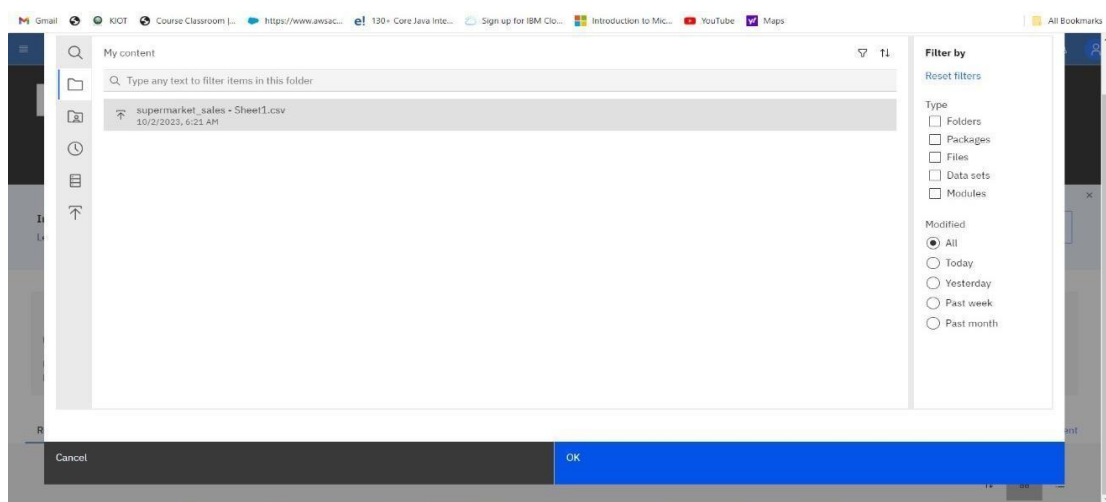 Gmail KIOT Course Classroom |... https://www.awsac... 130+ Core Java Inte... Sign up for IBM Clo... Introduction to Mic... YouTube Maps All Bookmarks
My content
Type any text to filter items in this folder
supermarket_sales - Sheet1.csv
10/2/2023, 6:21 AM
Filter by
Reset filters
Type
Folders
Packages
Files
Data sets
Modules
Modified
All
Today
Yesterday
Past week
Past month
Cancel OK